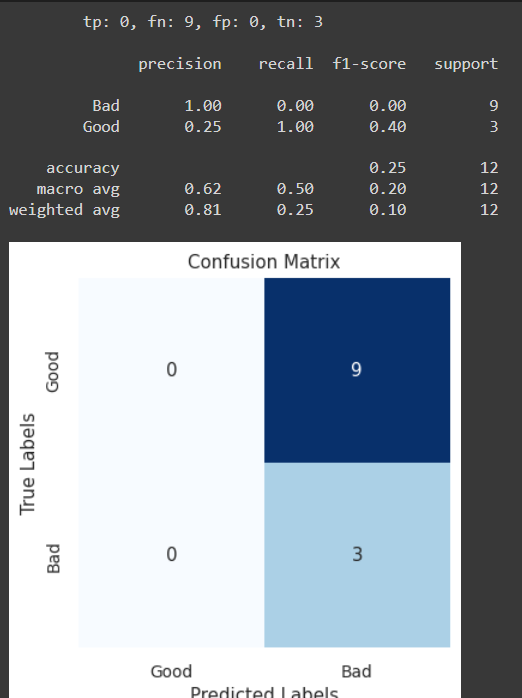 tp: 0, fn: 9, fp: 0, tn: 3
precision recall f1-score support
Bad 1.00 0.00 0.00 9
Good 0.25 1.00 0.40 3
accuracy 0.25 12
macro avg 0.62 0.50 0.20 12
weighted avg 0.81 0.25 0.10 12
Confusion Matrix
True Labels
Good
0 9
Bad
0 3
Good Bad
Predicted Labels